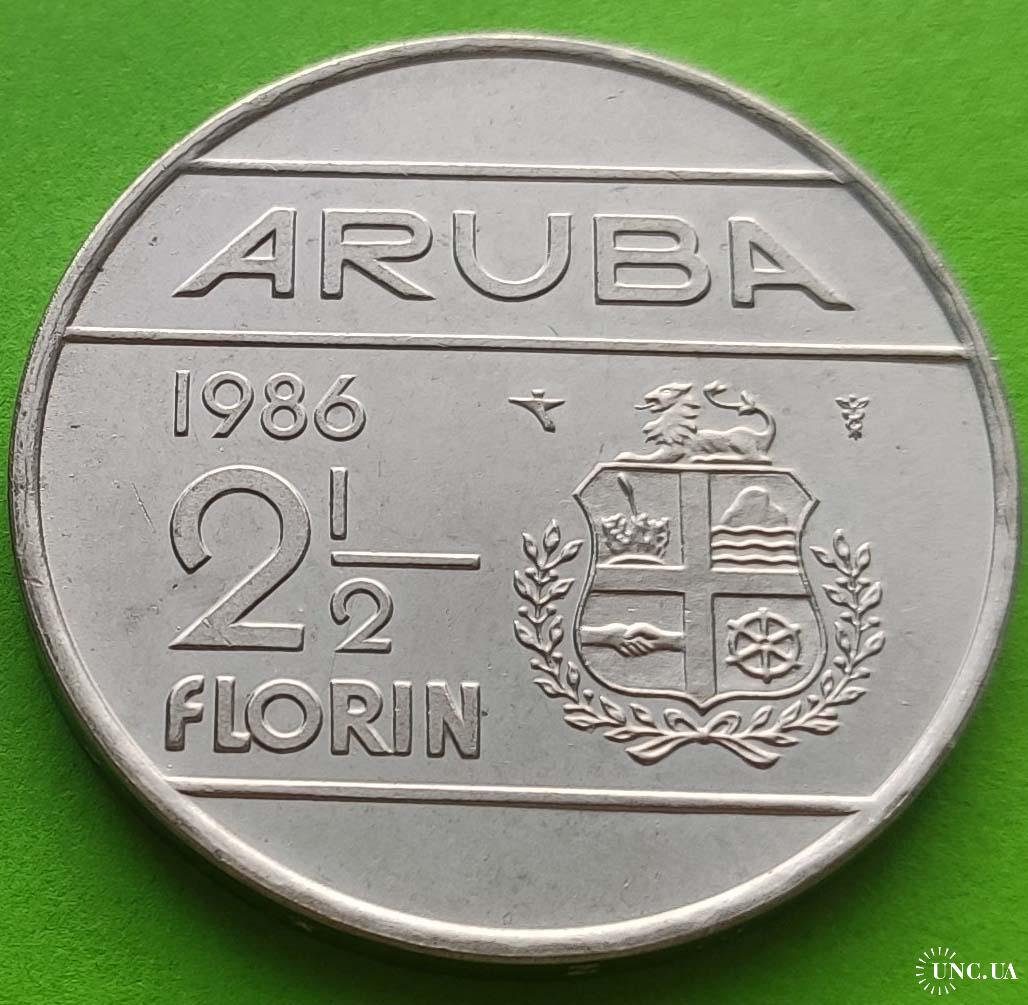 ARUBA
1986
2 1/2
FLORIN
UNC.UA